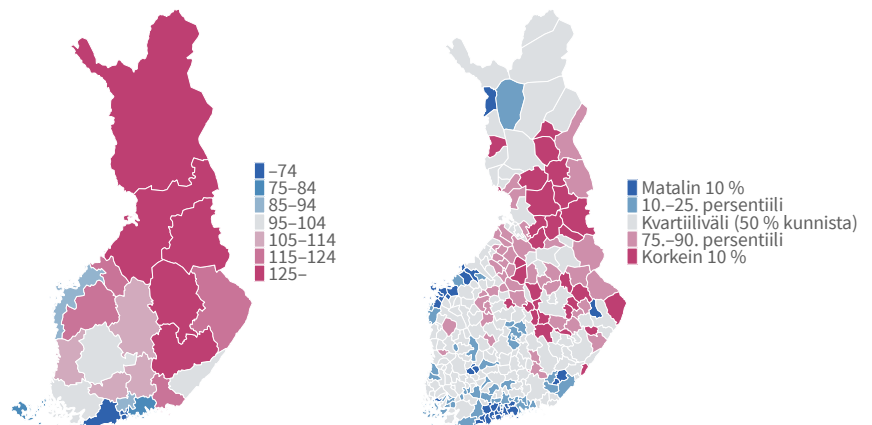 –74
75–84
85–94
95–104
105–114
115–124
125–
Matalin 10 %
10.–25. persentiili
Kvartiiliväli (50 % kunnista)
75.–90. persentiili
Korkein 10 %